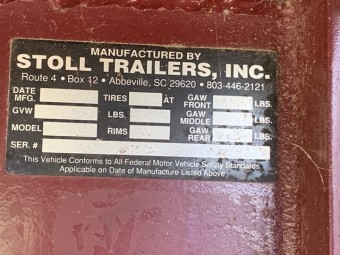 MANUFACTURED BY
STOLL TRAILERS, INC.
Route 4 • Box 12 • Abbeville, SC 29620 • 803-446-2121
DATE MFG. TIRES AT GAW FRONT LBS.
GVW LBS. GAW MIDDLE LBS.
MODEL RIMS GAW REAR LBS.
SER. #
This Vehicle Conforms to All Federal Motor Vehicle Safety Standards
Applicable on Date of Manufacture Listed Above